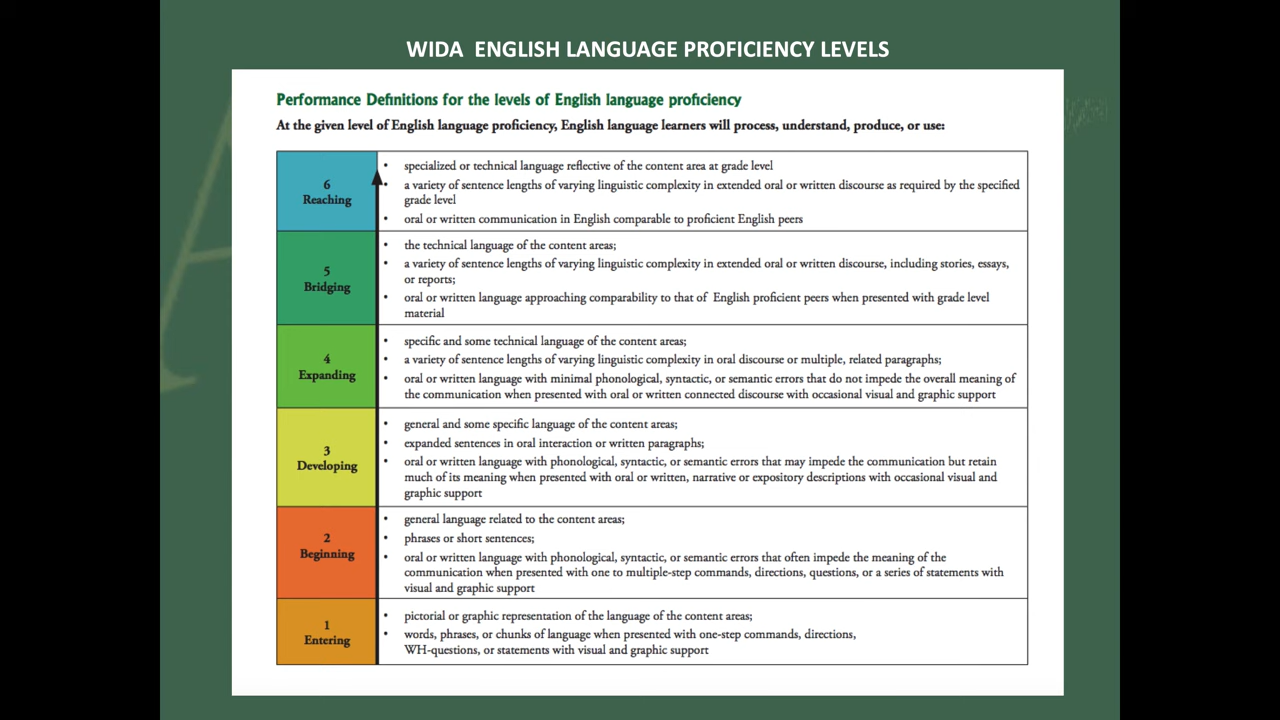 WIDA  ENGLISH LANGUAGE PROFICIENCY LEVELS
Performance Definitions for the levels of English language proficiency
At the given level of English language proficiency, English language learners will process, understand, produce, or use:
6
Reaching
• specialized or technical language reflective of the content area at grade level
• a variety of sentence lengths of varying linguistic complexity in extended oral or written discourse as required by the specified
grade level
• oral or written communication in English comparable to proficient English peers
5
Bridging
• the technical language of the content areas;
• a variety of sentence lengths of varying linguistic complexity in extended oral or written discourse, including stories, essays,
or reports;
• oral or written language approaching comparability to that of English proficient peers when presented with grade level
material
4
Expanding
• specific and some technical language of the content areas;
• a variety of sentence lengths of varying linguistic complexity in oral discourse or multiple, related paragraphs;
• oral or written language with minimal phonological, syntactic, or semantic errors that do not impede the overall meaning of
the communication when presented with oral or written connected discourse with occasional visual and graphic support
3
Developing
• general and some specific language of the content areas;
• expanded sentences in oral interaction or written paragraphs;
• oral or written language with phonological, syntactic, or semantic errors that may impede the communication but retain
much of its meaning when presented with oral or written, narrative or expository descriptions with occasional visual and
graphic support
2
Beginning
• general language related to the content areas;
• phrases or short sentences;
• oral or written language with phonological, syntactic, or semantic errors that often impede the meaning of the
communication when presented with one to multiple-step commands, directions, questions, or a series of statements with
visual and graphic support
1
Entering
• pictorial or graphic representation of the language of the content areas;
• words, phrases, or chunks of language when presented with one-step commands, directions,
WH-questions, or statements with visual and graphic support